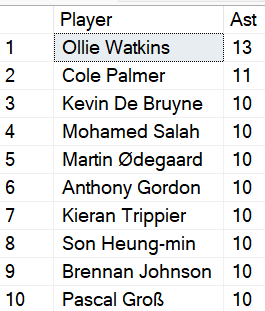 Player Ast
1 Ollie Watkins 13
2 Cole Palmer 11
3 Kevin De Bruyne 10
4 Mohamed Salah 10
5 Martin Ødegaard 10
6 Anthony Gordon 10
7 Kieran Trippier 10
8 Son Heung-min 10
9 Brennan Johnson 10
10 Pascal Groß 10